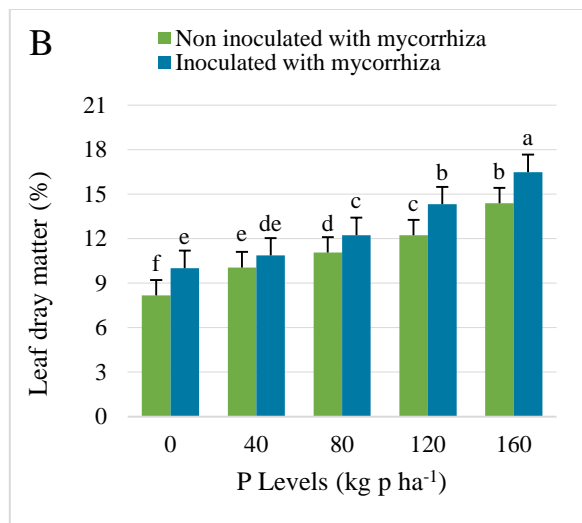 B
Non inoculated with mycorrhiza
Inoculated with mycorrhiza
Leaf dray matter (%)
21
18
15
12
9
6
3
0
f e e de d c c b b a
0 40 80 120 160
P Levels (kg p ha⁻¹)